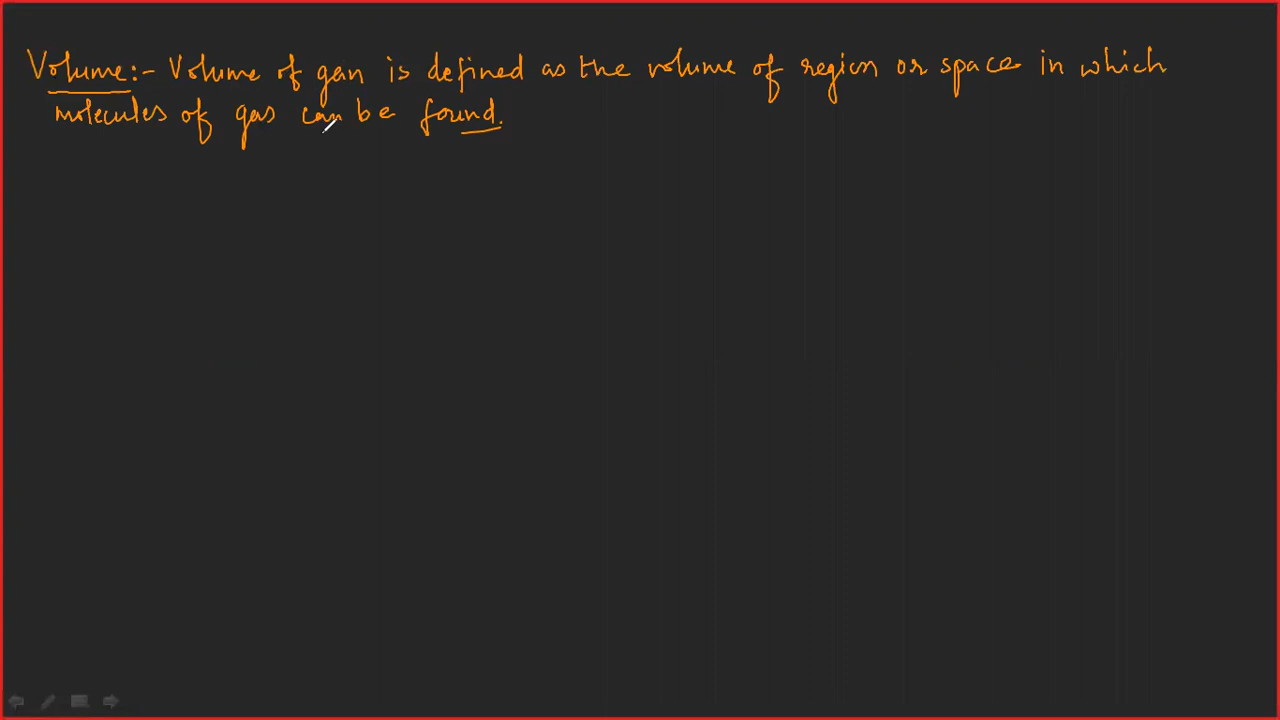 Volume:- Volume of gan is defined as the volume of region or space in which
molecules of gas can be found.